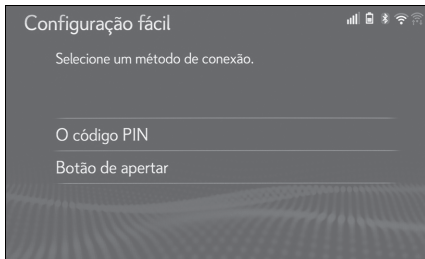 Configuração fácil
Selecione um método de conexão.
O código PIN
Botão de apertar